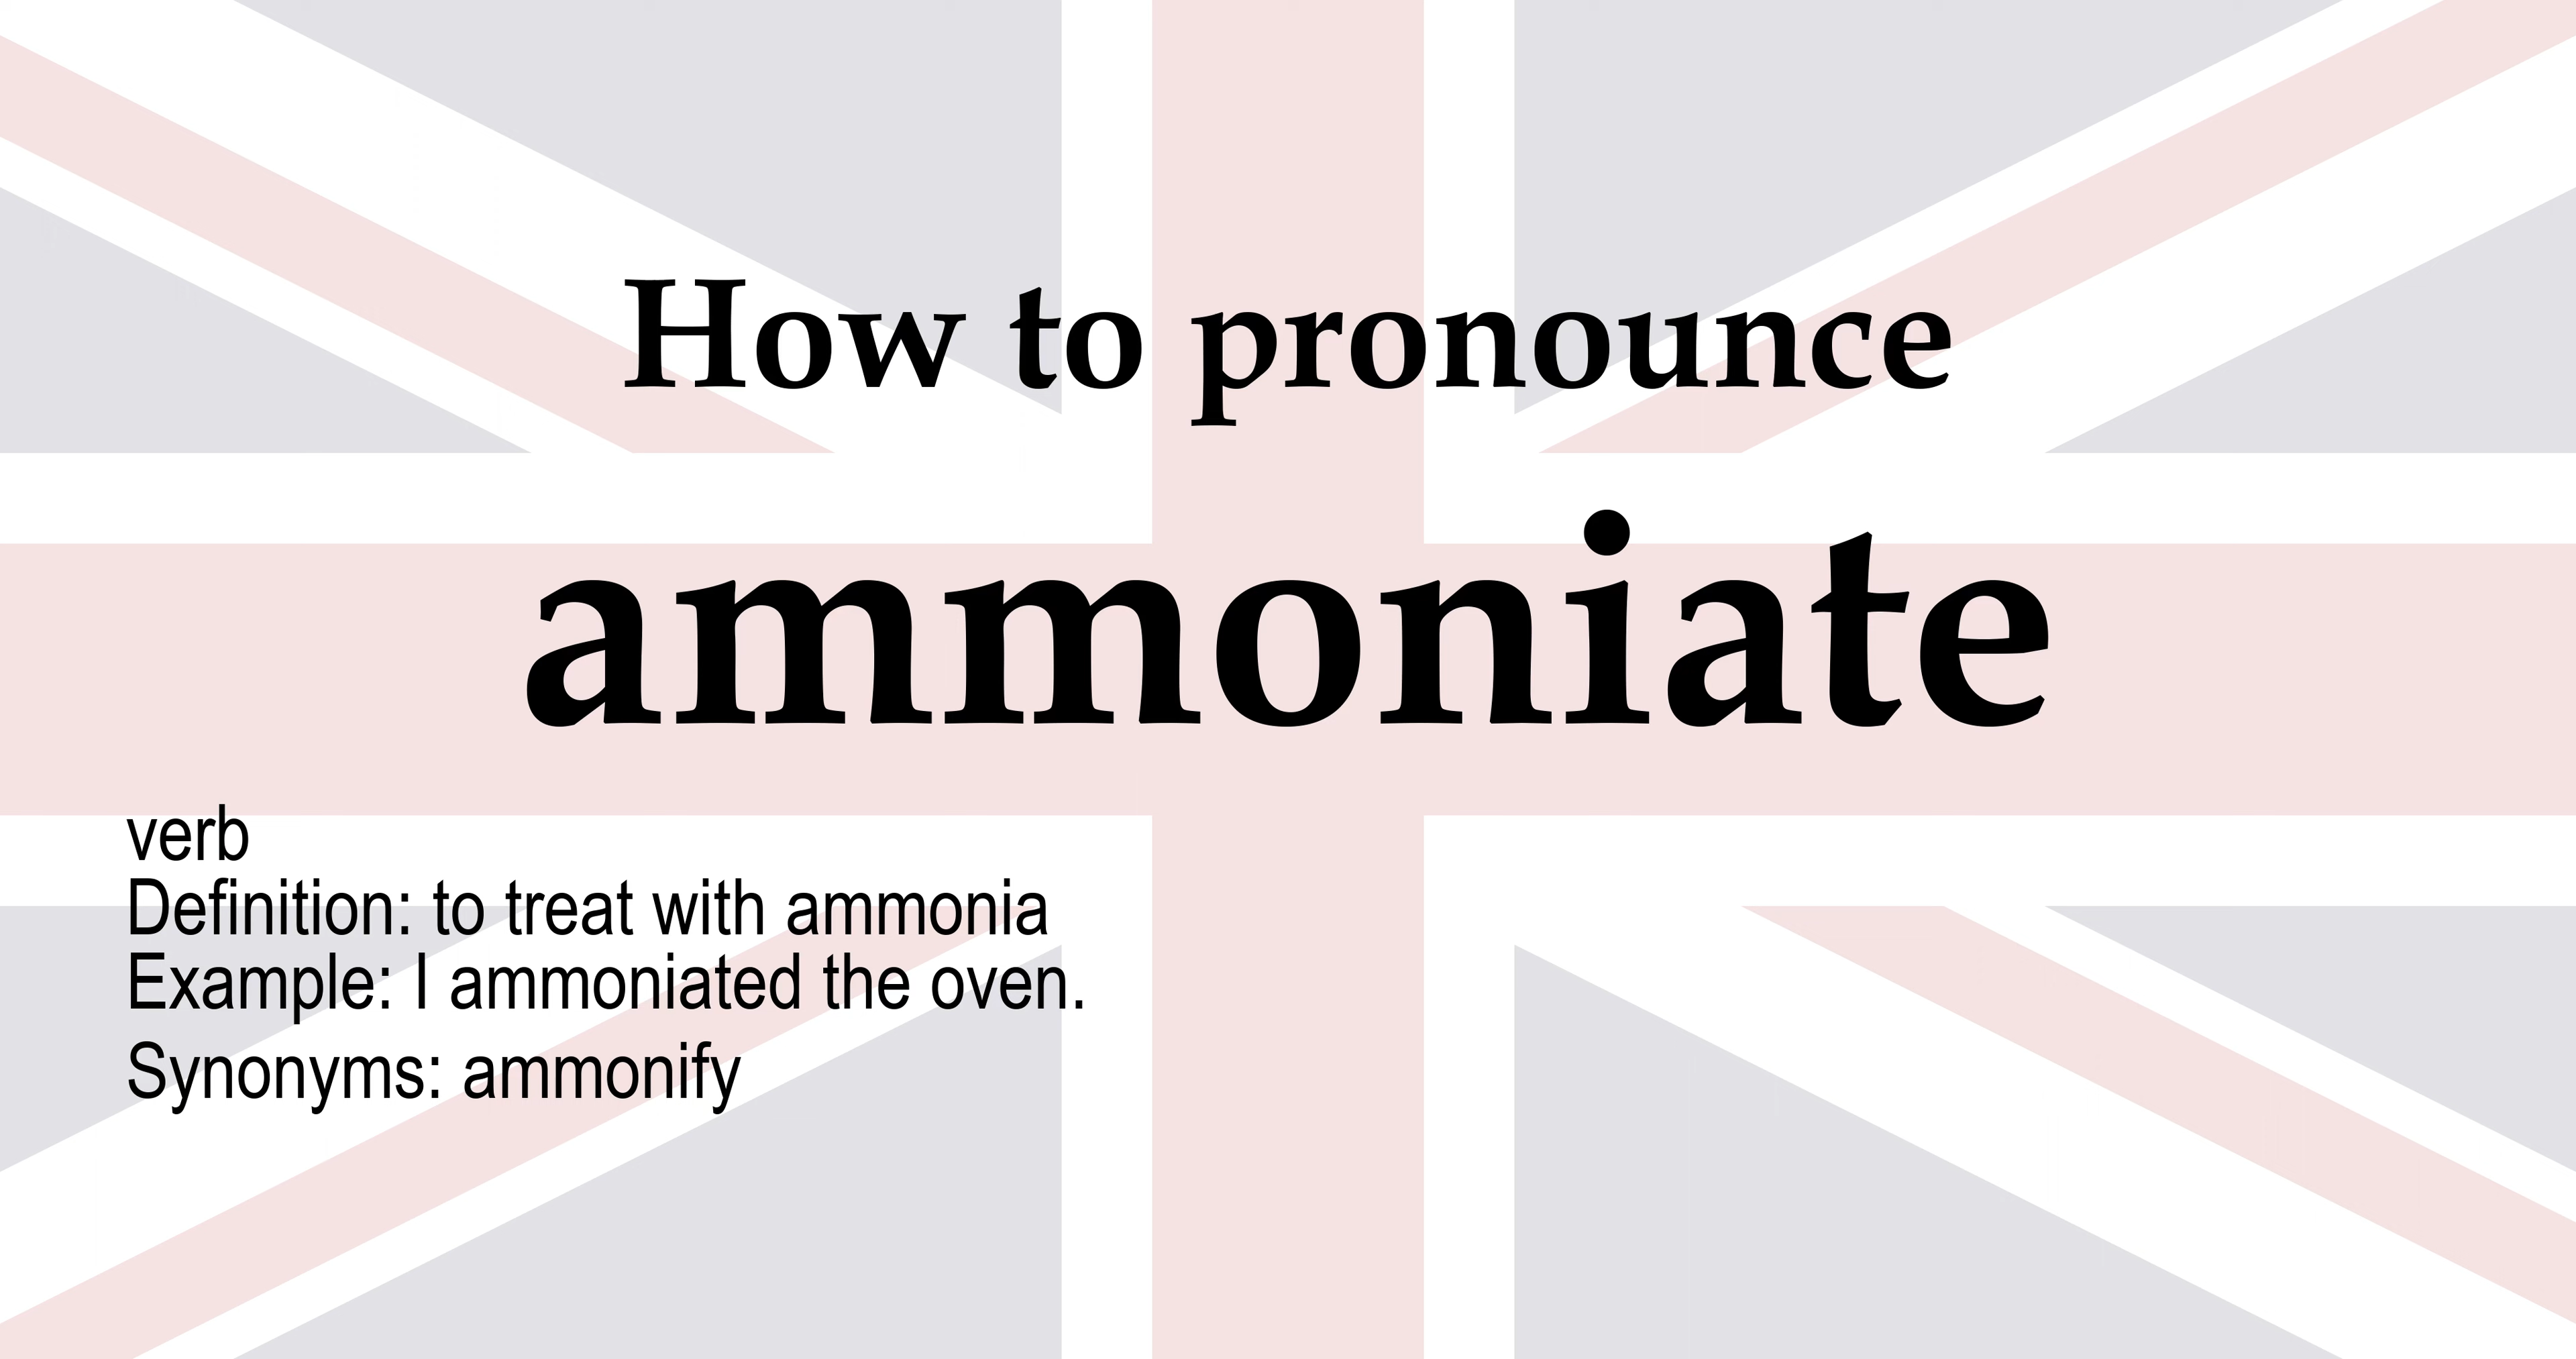 How to pronounce
ammoniate
verb
Definition: to treat with ammonia
Example: I ammoniated the oven.
Synonyms: ammonify